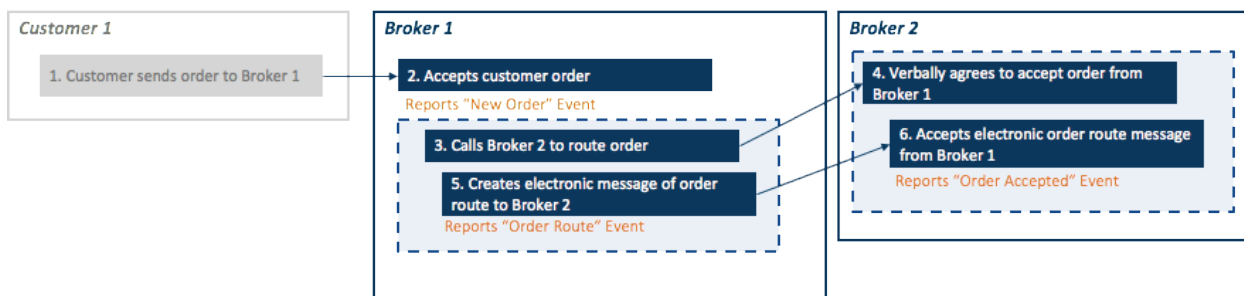 Customer 1
1. Customer sends order to Broker 1
Broker 1
2. Accepts customer order
Reports “New Order” Event
3. Calls Broker 2 to route order
5. Creates electronic message of order
route to Broker 2
Reports “Order Route” Event
Broker 2
4. Verbally agrees to accept order from
Broker 1
6. Accepts electronic order route message
from Broker 1
Reports “Order Accepted” Event